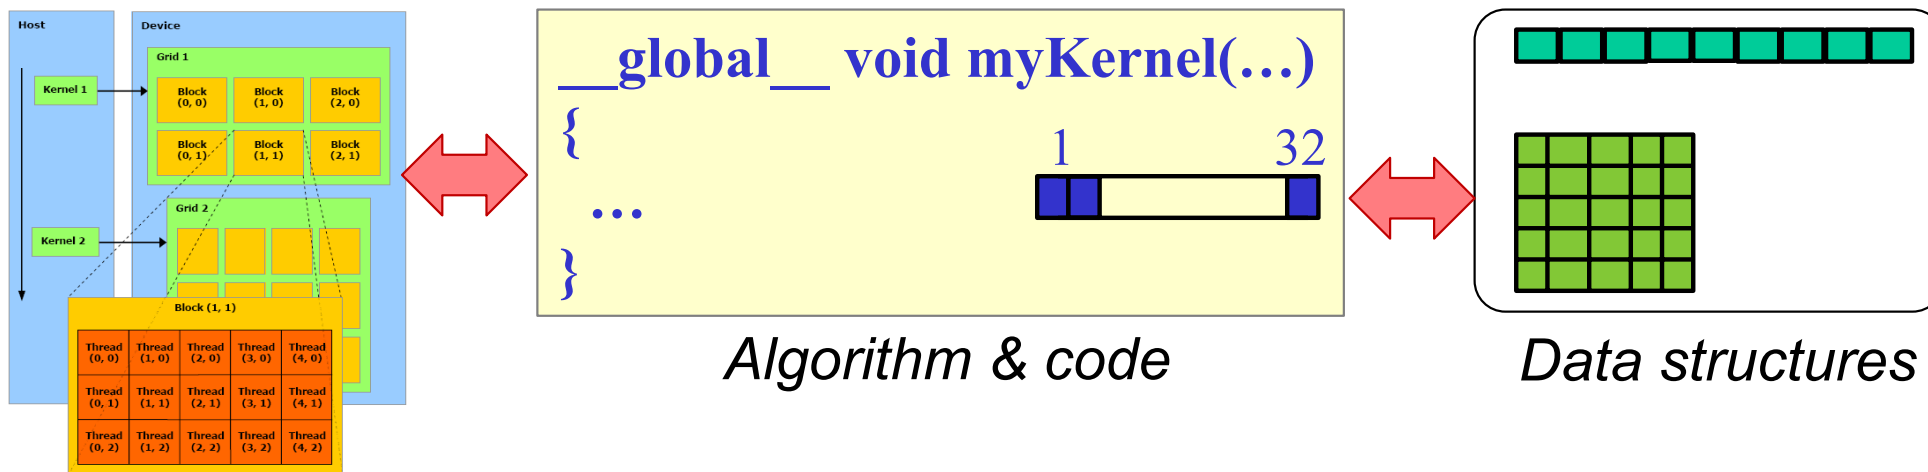 Host
Device
Grid 1
Kernel 1
Block
(0, 0)
Block
(1, 0)
Block
(2, 0)
Block
(0, 1)
Block
(1, 1)
Block
(2, 1)
Grid 2
Kernel 2
Block (1, 1)
Thread
(0, 0)
Thread
(1, 0)
Thread
(2, 0)
Thread
(3, 0)
Thread
(4, 0)
Thread
(0, 1)
Thread
(1, 1)
Thread
(2, 1)
Thread
(3, 1)
Thread
(4, 1)
Thread
(0, 2)
Thread
(1, 2)
Thread
(2, 2)
Thread
(3, 2)
Thread
(4, 2)
__global__ void myKernel(…)
{
1 32
…
}
Algorithm & code
Data structures